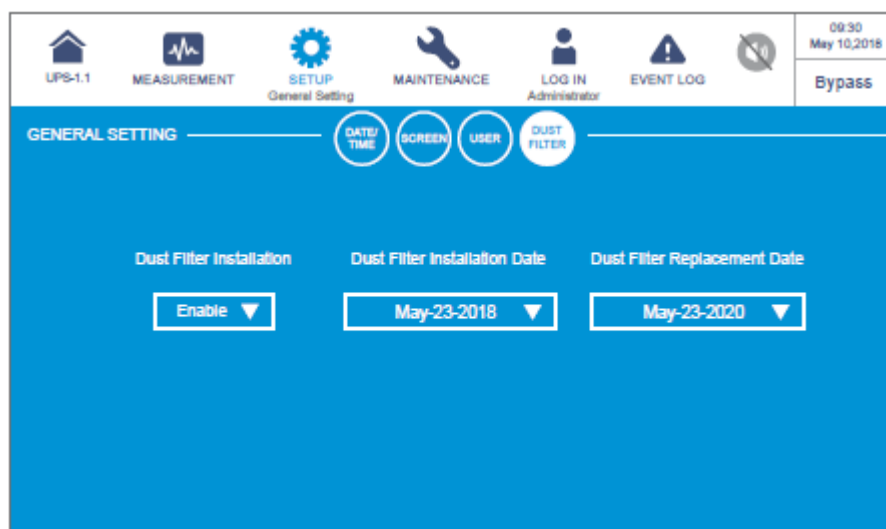 09:30
May 10,2018
UPS-1.1
MEASUREMENT
SETUP
General Setting
MAINTENANCE
LOG IN
Administrator
EVENT LOG
Bypass
GENERAL SETTING
DATE/
TIME
SCREEN
USER
DUST
FILTER
Dust Filter Installation
Dust Filter Installation Date
Dust Filter Replacement Date
Enable
May-23-2018
May-23-2020